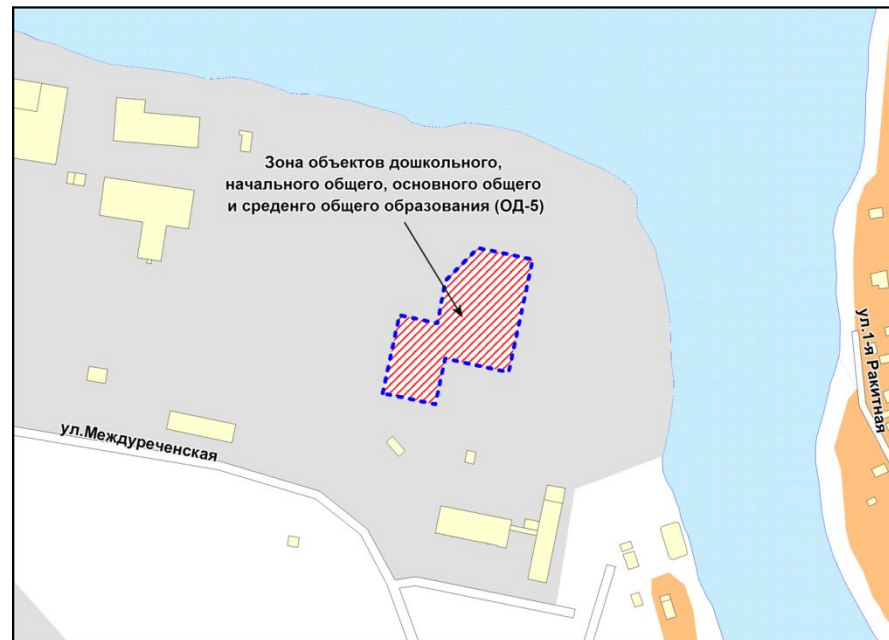 Зона объектов дошкольного,
начального общего, основного общего
и среденго общего образования (ОД-5)
ул.1-я Ракитная
ул.Междуреченская